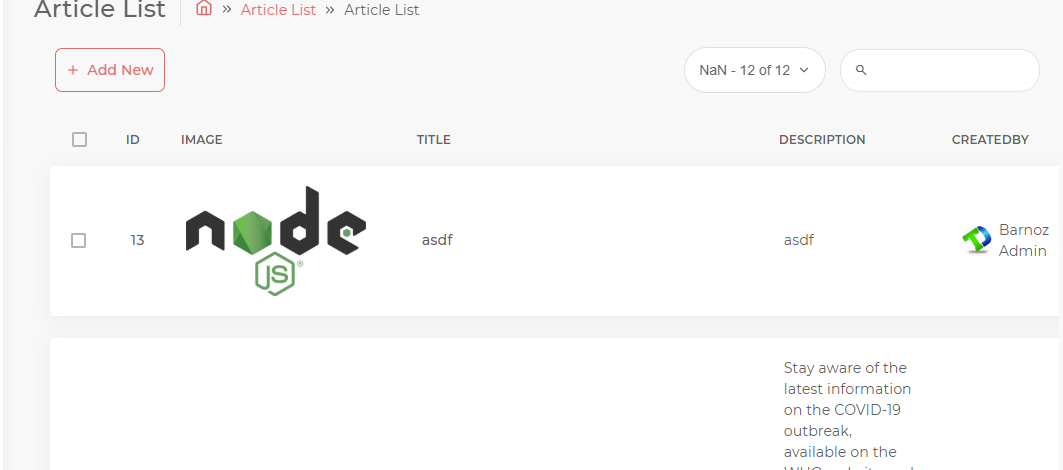 Article List
» Article List » Article List
+ Add New
NaN - 12 of 12
ID IMAGE TITLE DESCRIPTION CREATEDBY
13 node JS ® asdf asdf Barnoz
Admin
Stay aware of the
latest information
on the COVID-19
outbreak,
available on the